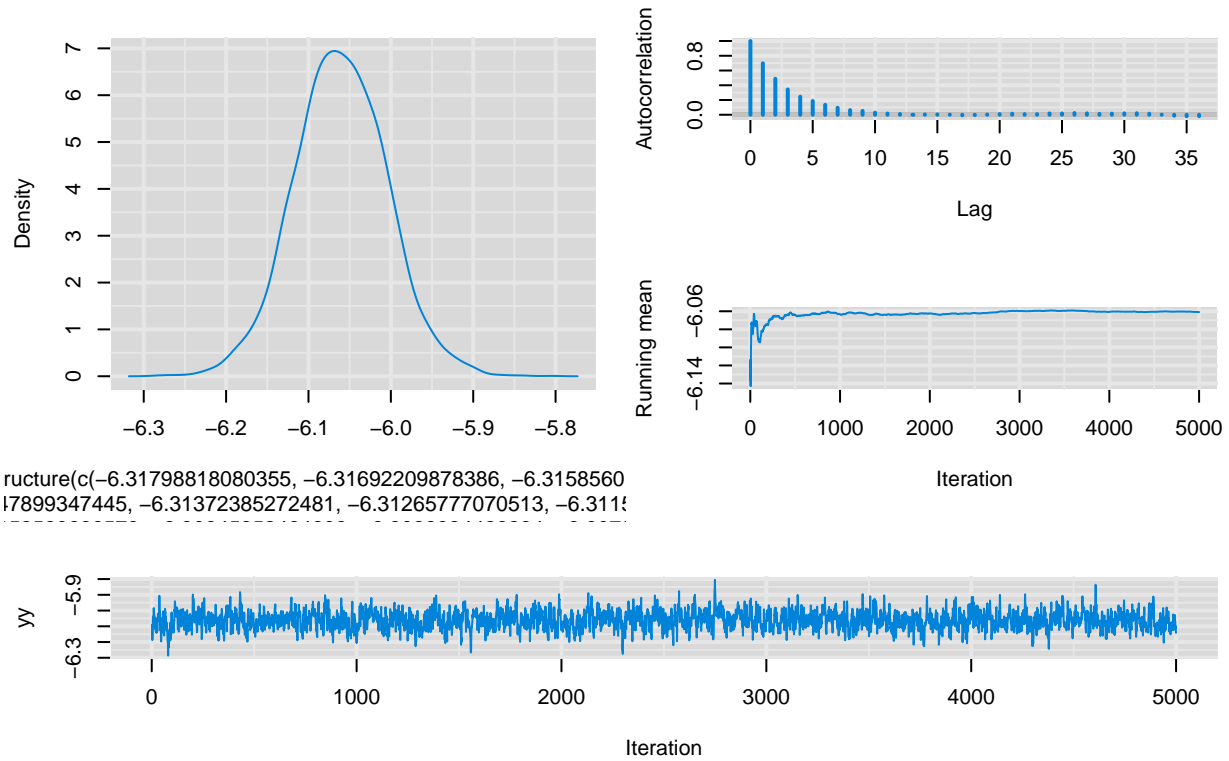 Density
7
6
5
4
3
2
1
0
−6.3 −6.2 −6.1 −6.0 −5.9 −5.8
ructure(c(−6.31798818080355, −6.31692209878386, −6.3158560
47899347445, −6.31372385272481, −6.31265777070513, −6.3115
Autocorrelation
0.8
0.0
0 5 10 15 20 25 30 35
Lag
Running mean
−6.06
−6.14
0 1000 2000 3000 4000 5000
Iteration
yy
−5.9
−6.3
0 1000 2000 3000 4000 5000
Iteration